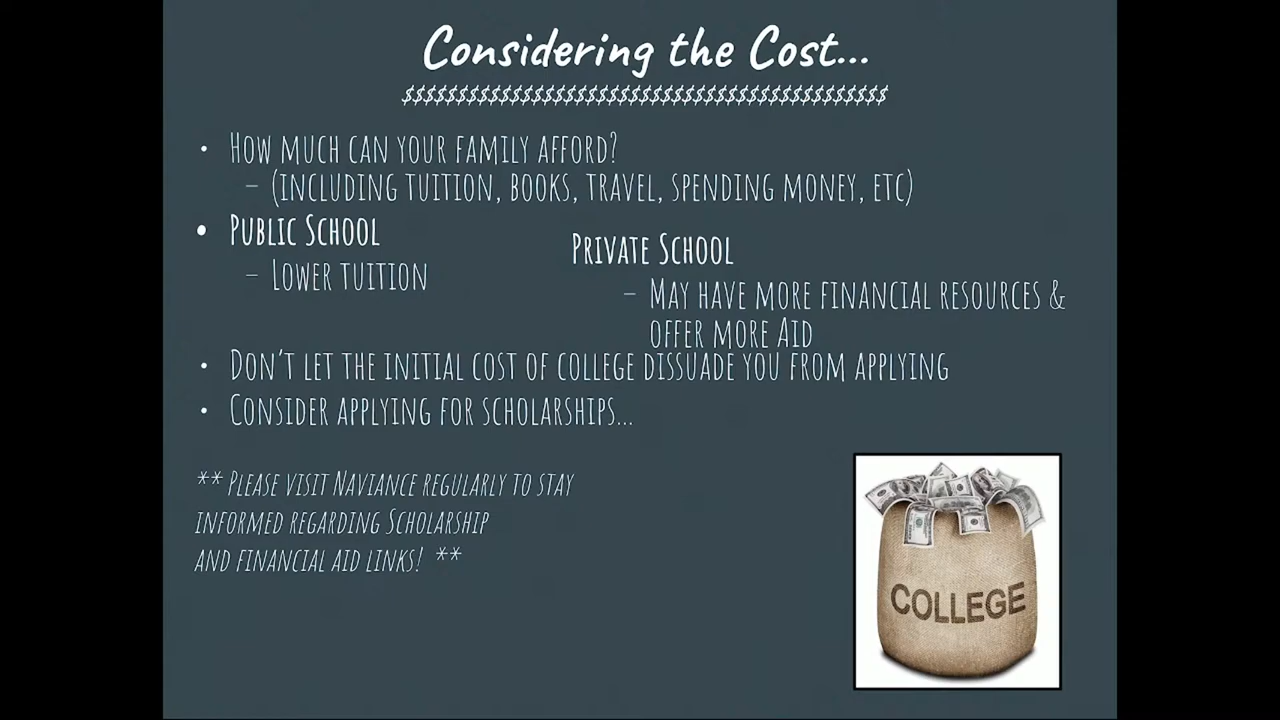 Considering the Cost...
$$$$$$$$$$$$$$$$$$$$$$$$$$$$$$$$$$$$$$$$$$$
• How much can your family afford?
– (including tuition, books, travel, spending money, etc)
• Public School
– Lower tuition
Private School
– May have more financial resources &
offer more Aid
• Don't let the initial cost of college dissuade you from applying
• Consider applying for scholarships...
** Please visit Naviance regularly to stay
informed regarding Scholarship
and financial aid links! **
COLLEGE